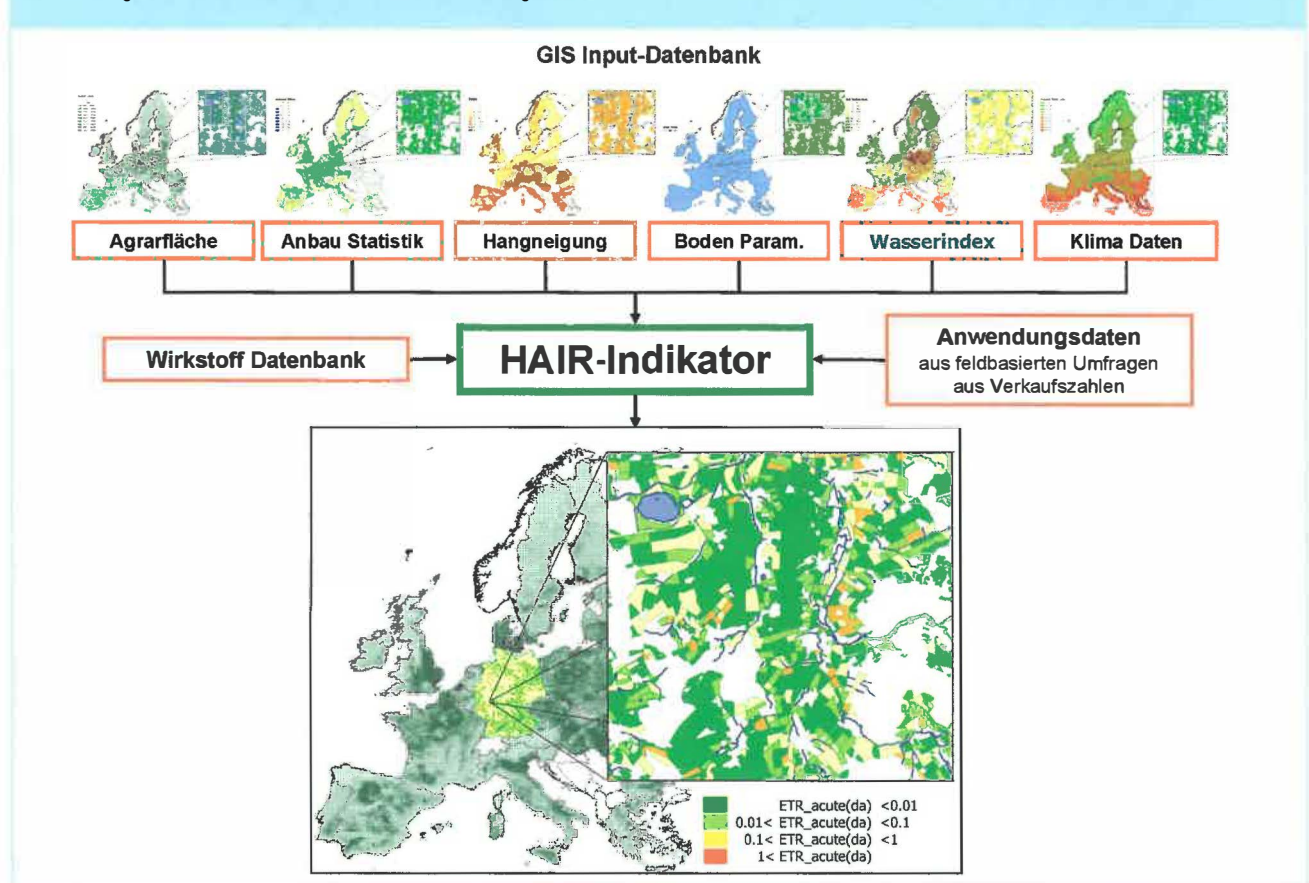 GIS Input-Datenbank
Agrarfläche
Anbau Statistik
Hangneigung
Boden Param.
Wasserindex
Klima Daten
Wirkstoff Datenbank
HAIR-Indikator
Anwendungsdaten
aus feldbasierten Umfragen
aus Verkaufszahlen
ETR_acute(da) <0.01
0.01< ETR_acute(da) <0.1
0.1< ETR_acute(da) <1
1< ETR_acute(da)